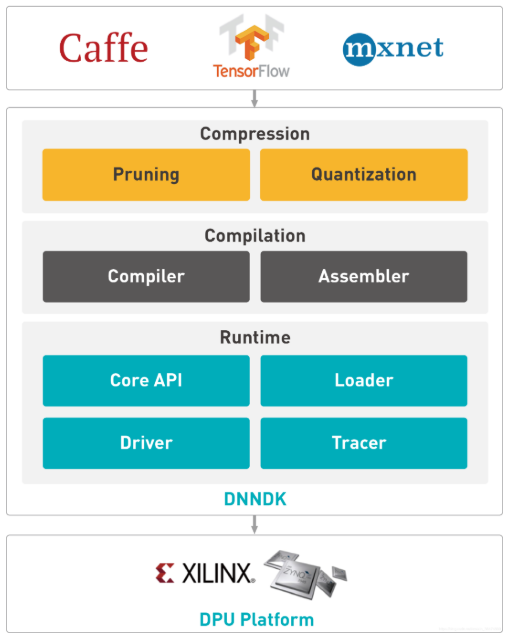 Caffe
TensorFlow
mxnet
Compression
Pruning
Quantization
Compilation
Compiler
Assembler
Runtime
Core API
Loader
Driver
Tracer
DNNDK
XILINX®
ZYNQ
DPU Platform